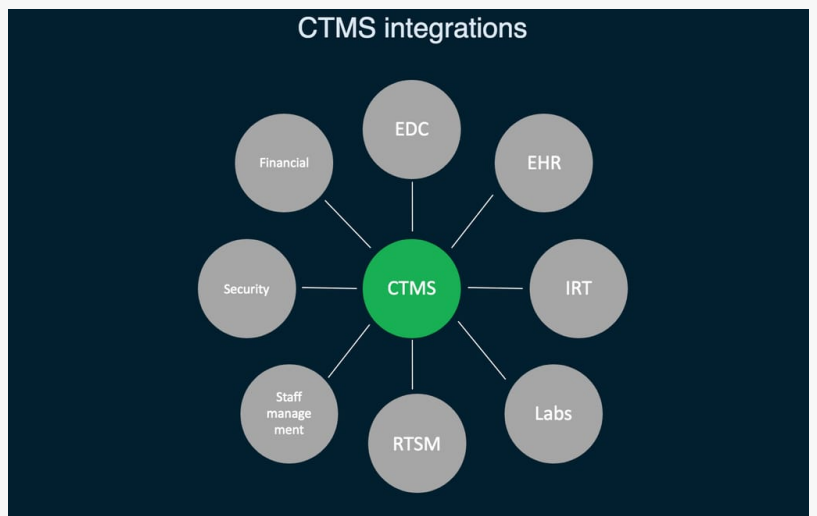 CTMS integrations
EDC
Financial
EHR
Security
CTMS
IRT
Staff
manage
ment
Labs
RTSM